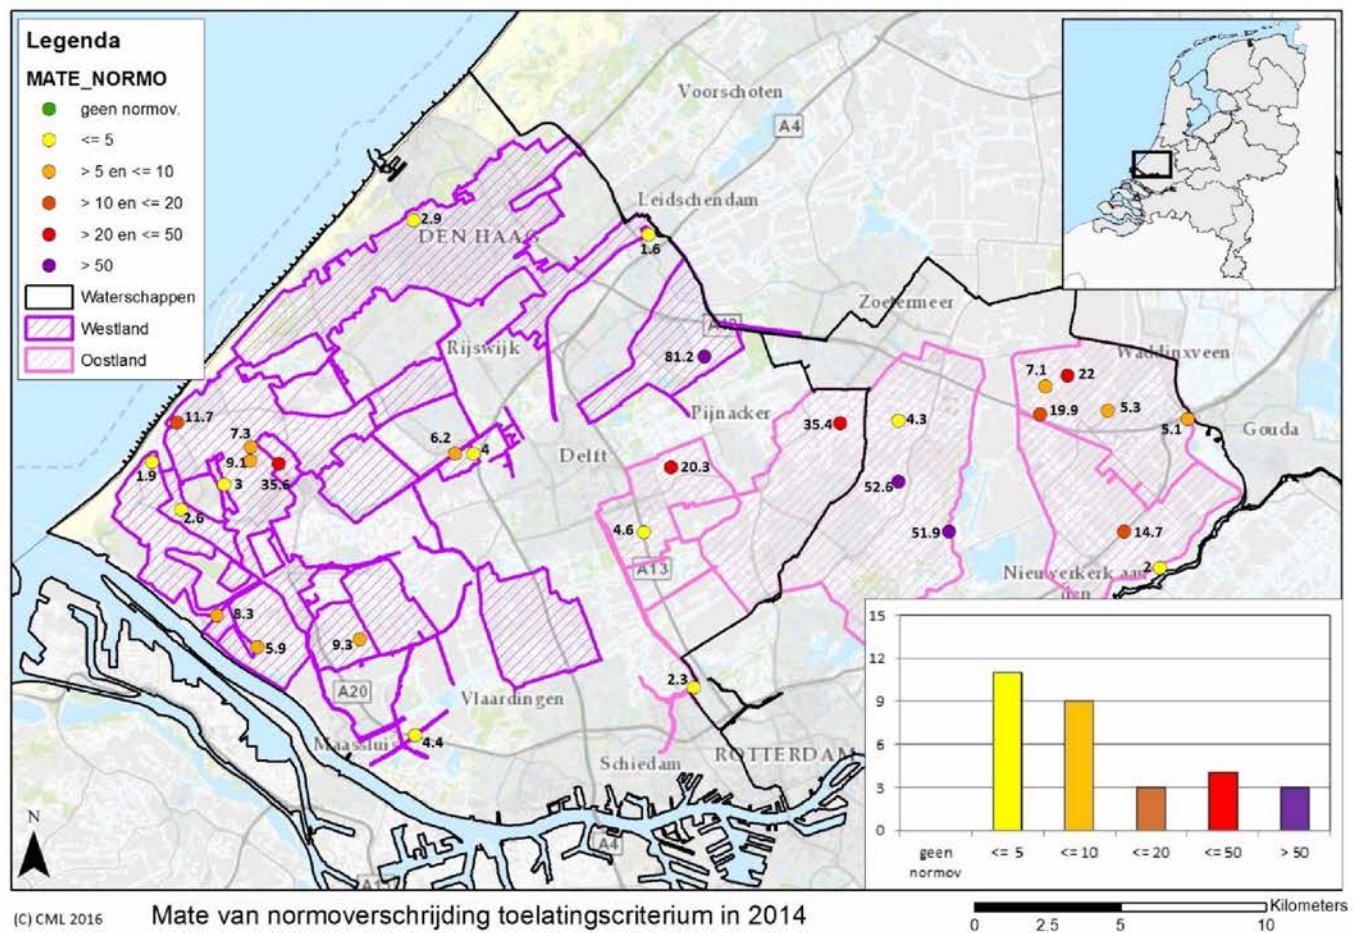 Legenda
MATE_NORMO
geen normov.
<= 5
> 5 en <= 10
> 10 en <= 20
> 20 en <= 50
> 50
Waterschappen
Westland
Oostland
Voorschoten
A4
Leidschendam
2.9
DEN HAAG
1.6
Zoetermeer
Rijswijk
81.2
Waddinxveen
7.1
22
11.7
Pijnacker
35.4
4.3
19.9
5.3
5.1
Gouda
7.3
6.2
4
Delft
20.3
9.1
1.9
3
35.6
52.6
2.6
4.6
51.9
14.7
A13
Nieuwerkerk aan
2
den
8.3
5.9
9.3
2.3
A20
Vlaardingen
Maassluis
4.4
Schiedam
ROTTERDAM
A4
N
15
12
9
6
3
0
geen
normov
<= 5
<= 10
<= 20
<= 50
> 50
(C) CML 2016
Mate van normoverschrijding toelatingscriterium in 2014
Kilometers
0
2.5
5
10